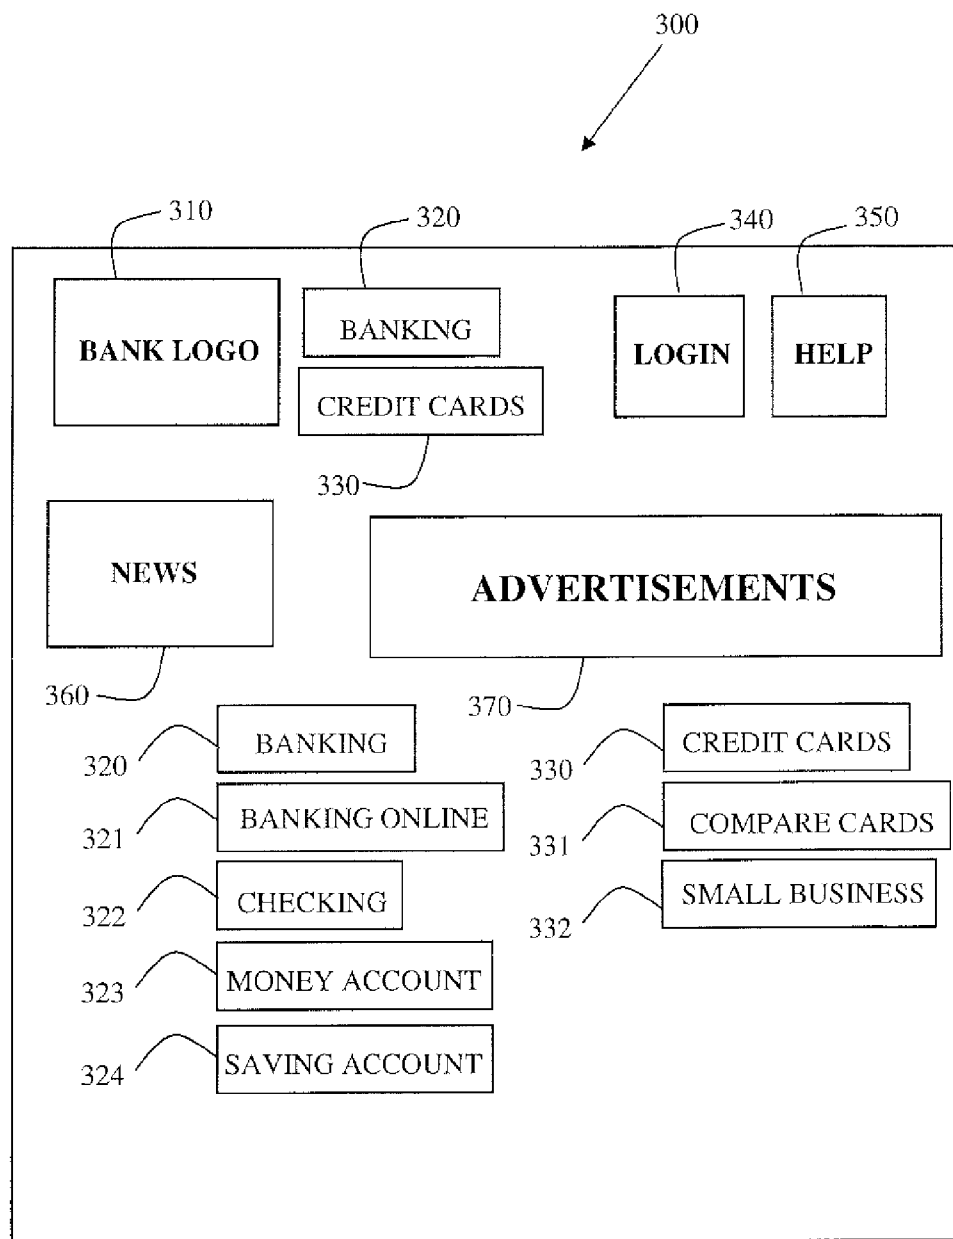 300
310
320
340
350
BANK LOGO
BANKING
LOGIN
HELP
CREDIT CARDS
330
NEWS
ADVERTISEMENTS
360
370
320
BANKING
330
CREDIT CARDS
321
BANKING ONLINE
331
COMPARE CARDS
322
CHECKING
332
SMALL BUSINESS
323
MONEY ACCOUNT
324
SAVING ACCOUNT